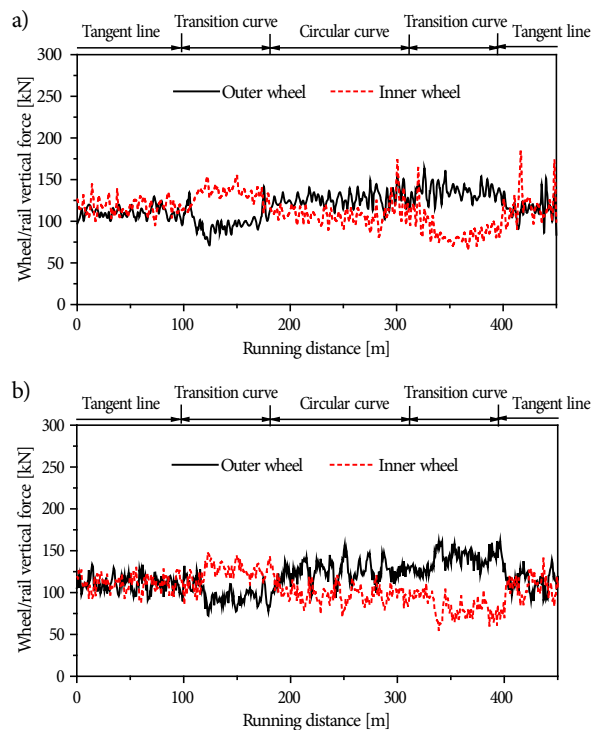 a)
Transition curve Transition curve
Tangent line Circular curve Tangent line
300
Outer wheel Inner wheel
250
200
150
100
50
0
Wheel/rail vertical force [kN]
0 100 200 300 400
Running distance [m]
b)
Transition curve Transition curve
Tangent line Circular curve Tangent line
300
Outer wheel Inner wheel
250
200
150
100
50
0
Wheel/rail vertical force [kN]
0 100 200 300 400
Running distance [m]